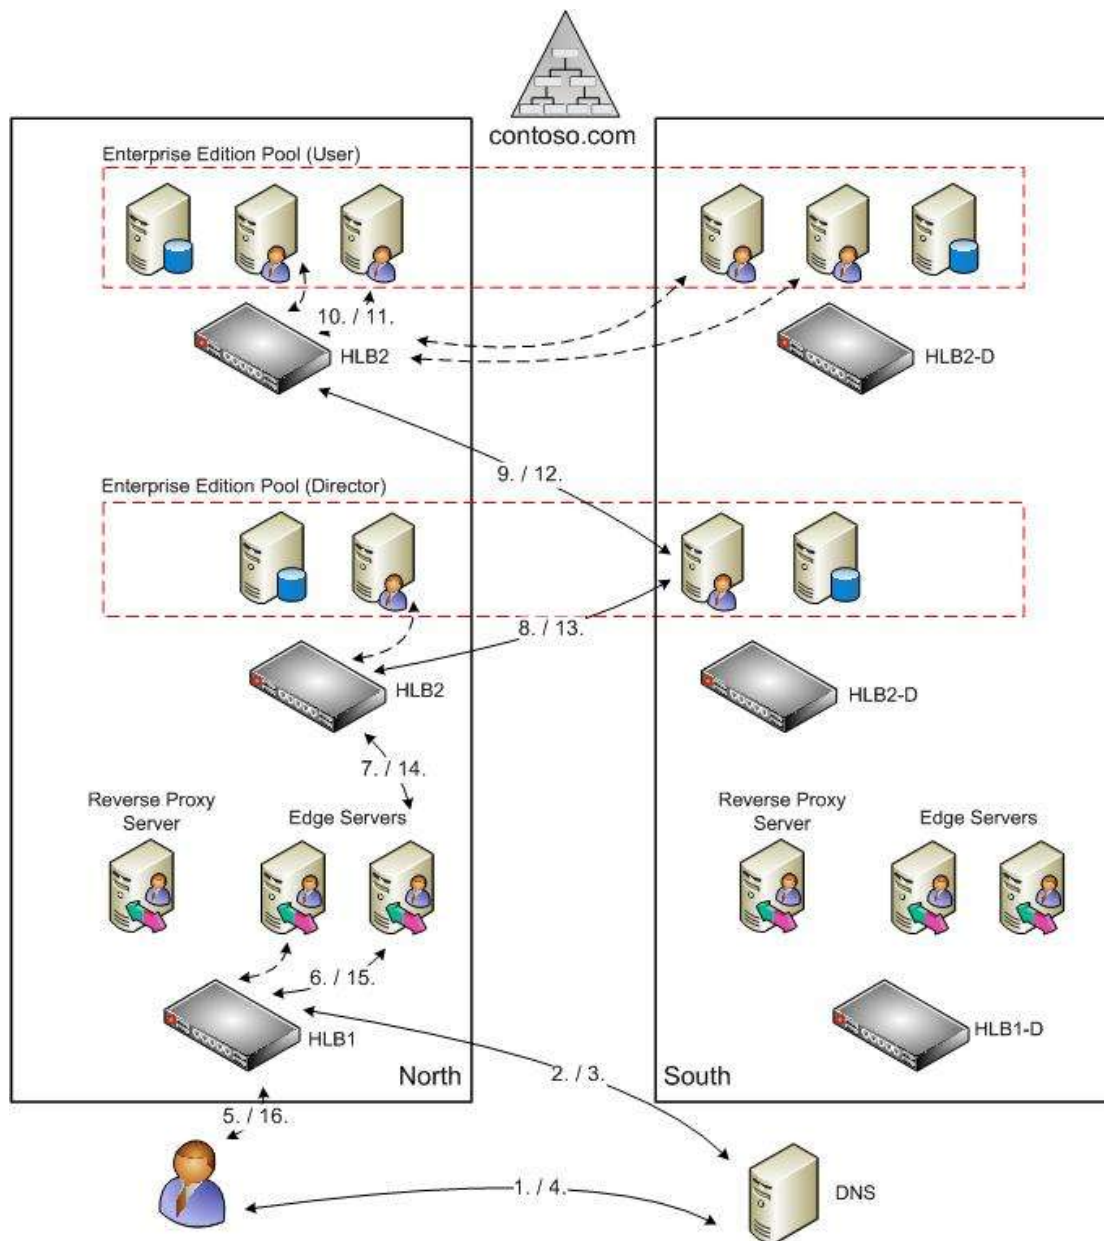 contoso.com
Enterprise Edition Pool (User)
10. / 11.
HLB2
HLB2-D
9. / 12.
Enterprise Edition Pool (Director)
8. / 13.
HLB2
HLB2-D
7. / 14.
Reverse Proxy
Server
Edge Servers
Reverse Proxy
Server
Edge Servers
6. / 15.
HLB1
HLB1-D
North
2. / 3.
South
5. / 16.
1. / 4.
DNS